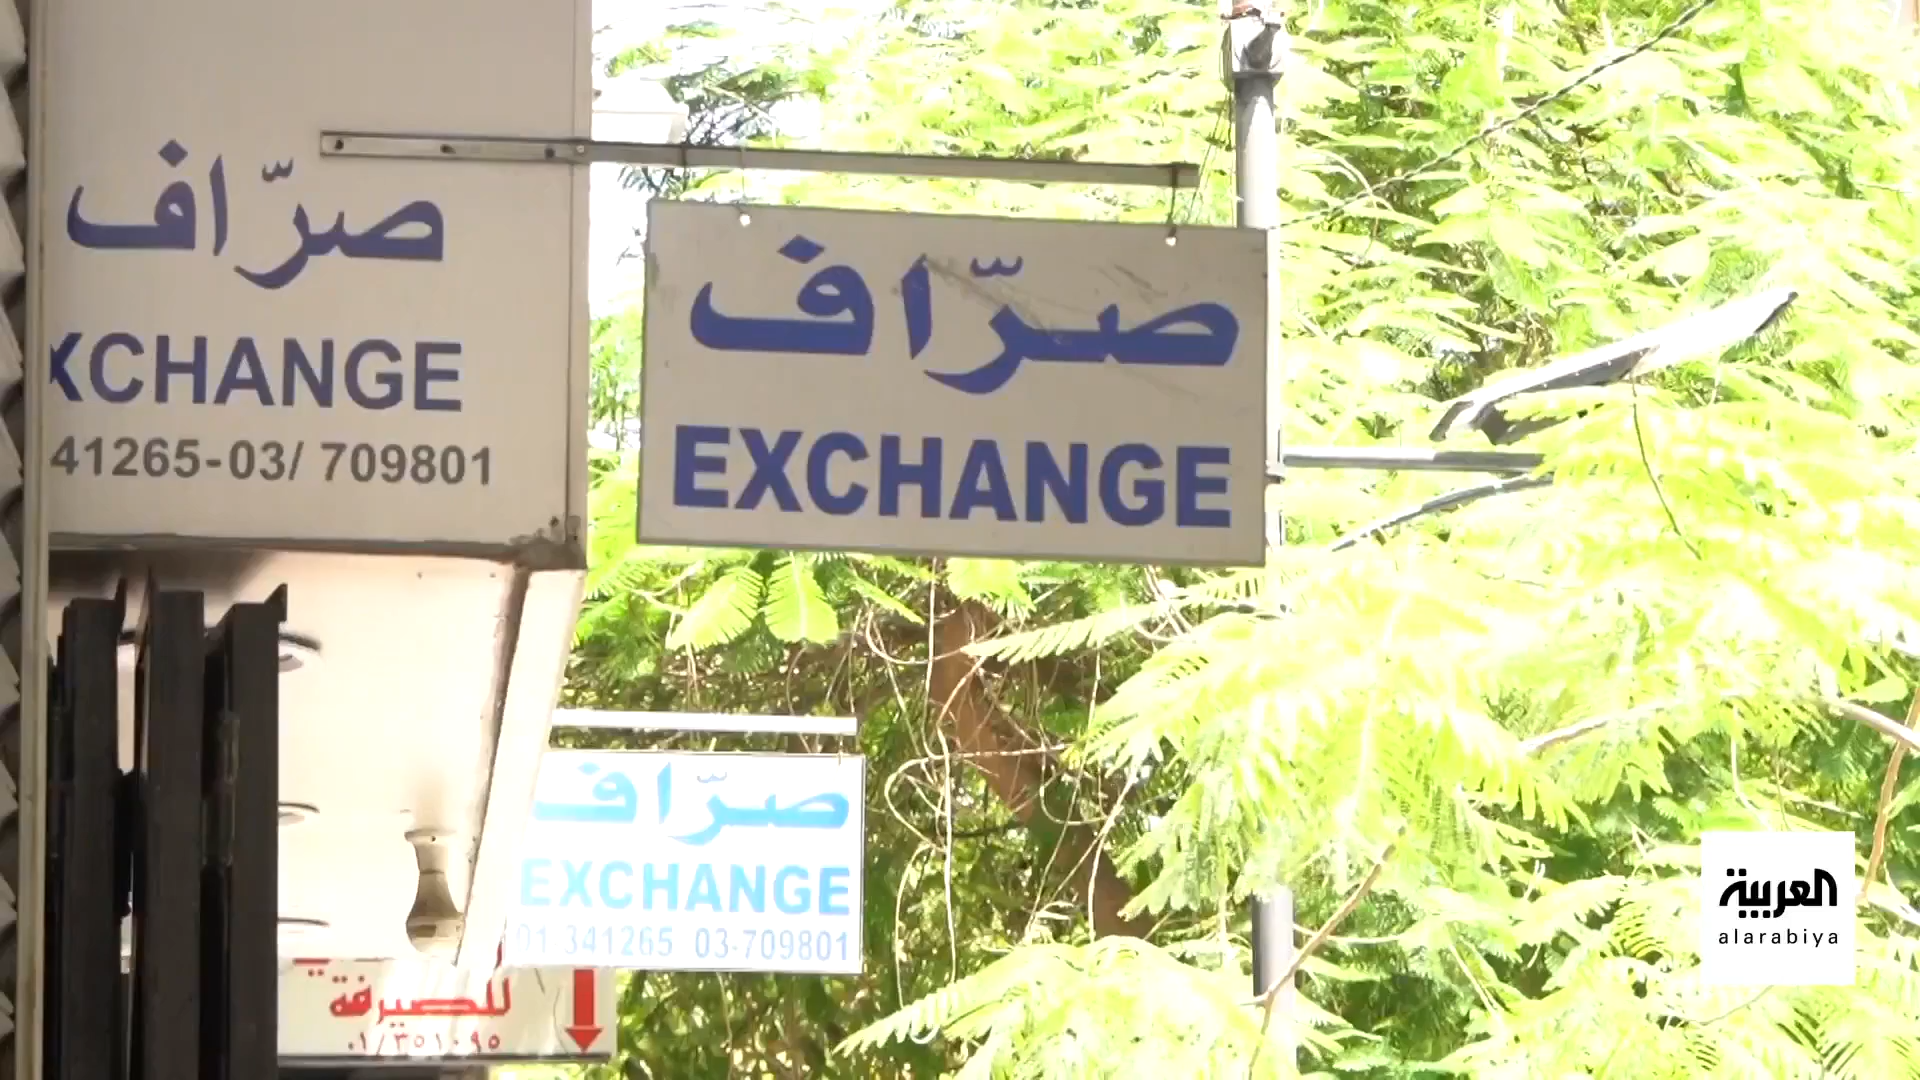 صرّاف
XCHANGE
41265-03/ 709801
صرّاف
EXCHANGE
صرّاف
EXCHANGE
01 341265 03-709801
للصيرفة
٠١/٣٥١٠٩٥
العربية
alarabiya